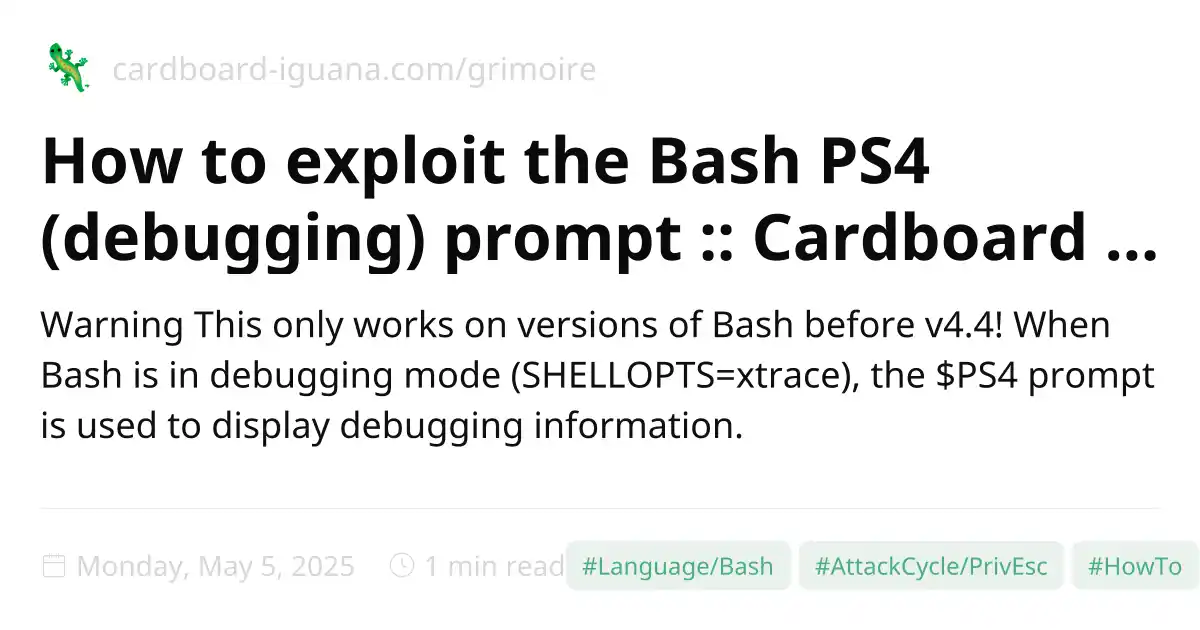 cardboard-iguana.com/grimoire
How to exploit the Bash PS4
(debugging) prompt :: Cardboard ...
Warning This only works on versions of Bash before v4.4! When
Bash is in debugging mode (SHELLOPTS=xtrace), the $PS4 prompt
is used to display debugging information.
Monday, May 5, 2025 1 min read #Language/Bash #AttackCycle/PrivEsc #HowTo